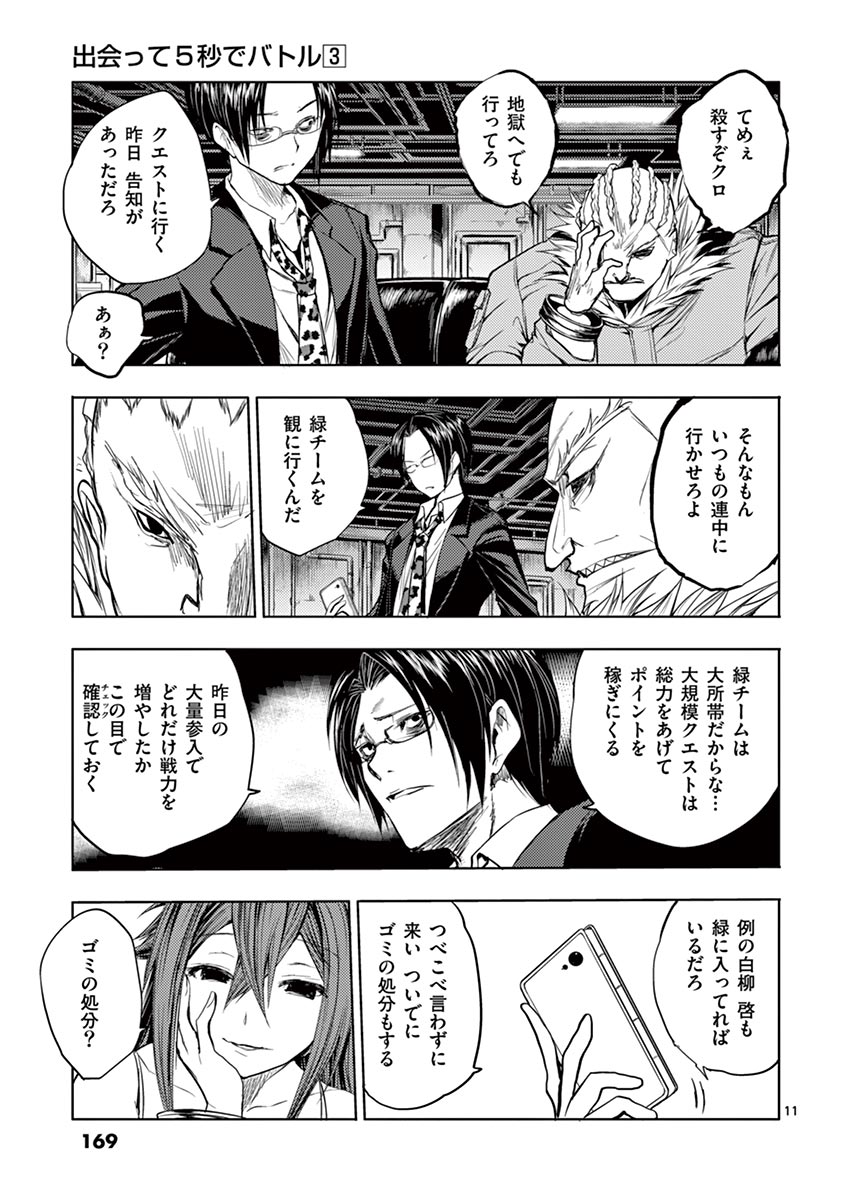 出会って5秒でバトル3
てめぇ
殺すぞクロ
地獄へでも
行ってろ
クエストに行く
昨日 告知が
あっただろ
あぁ?
そんなもん
いつもの連中に
行かせろよ
緑チームを
観に行くんだ
緑チームは
大所帯だからな…
大規模クエストは
総力をあげて
ポイントを
稼ぎにくる
昨日の
大量参入で
どれだけ戦力を
増やしたか
この目で
確認しておく
チェック
例の白柳 啓も
緑に入ってれば
いるだろ
つべこべ言わずに
来い ついでに
ゴミの処分もする
ゴミの処分?
11
169